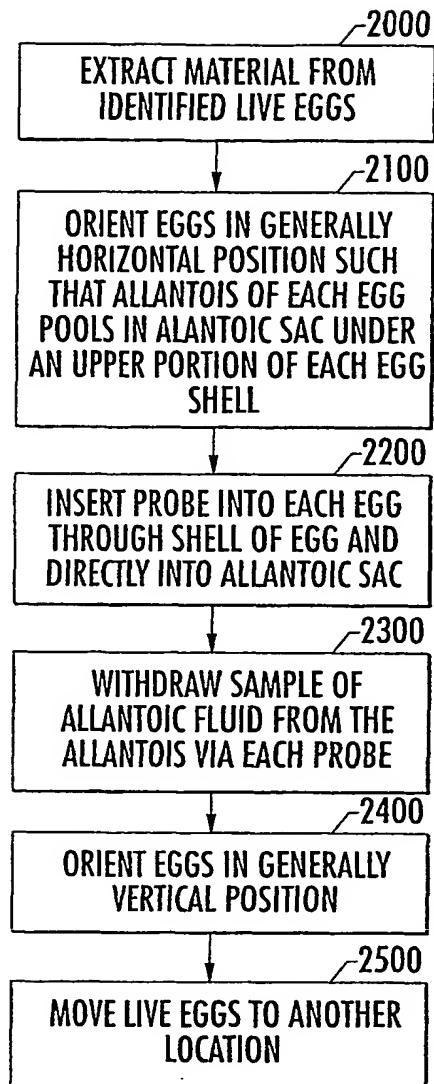 2000
EXTRACT MATERIAL FROM
IDENTIFIED LIVE EGGS
2100
ORIENT EGGS IN GENERALLY
HORIZONTAL POSITION SUCH
THAT ALLANTOIS OF EACH EGG
POOLS IN ALANTOIC SAC UNDER
AN UPPER PORTION OF EACH EGG
SHELL
2200
INSERT PROBE INTO EACH EGG
THROUGH SHELL OF EGG AND
DIRECTLY INTO ALLANTOIC SAC
2300
WITHDRAW SAMPLE OF
ALLANTOIC FLUID FROM THE
ALLANTOIS VIA EACH PROBE
2400
ORIENT EGGS IN GENERALLY
VERTICAL POSITION
2500
MOVE LIVE EGGS TO ANOTHER
LOCATION